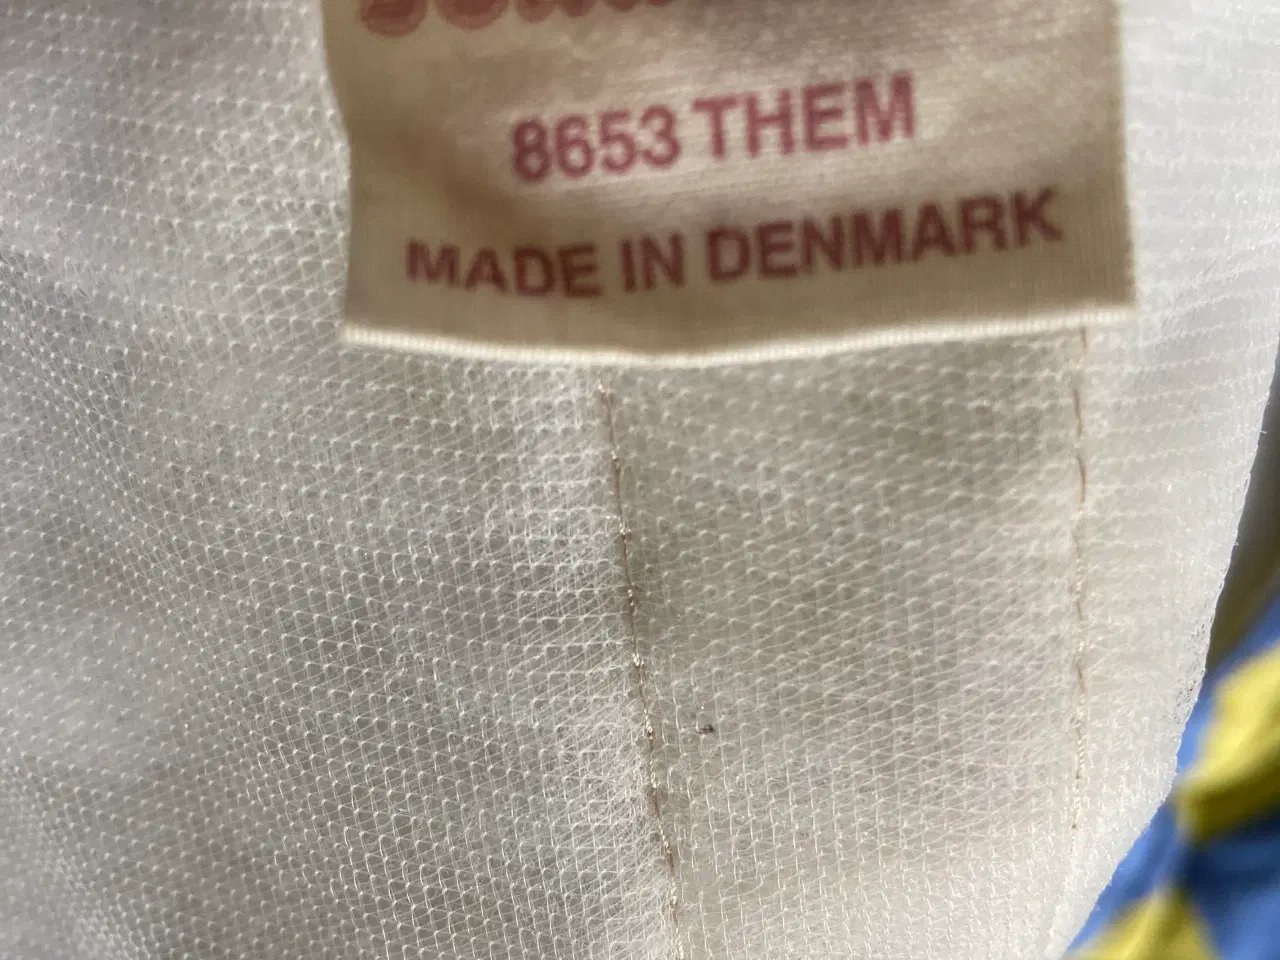 8653 THEM
MADE IN DENMARK